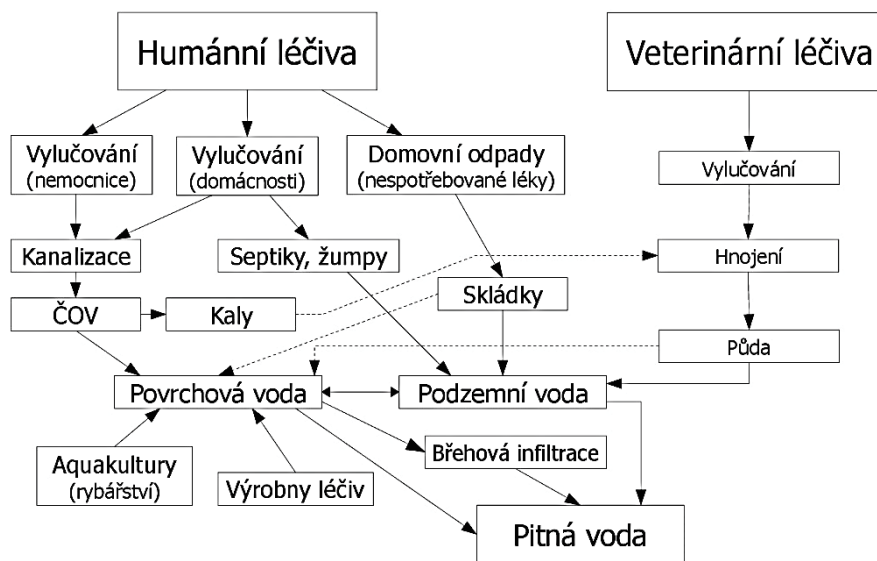 Humánní léčiva
Veterinární léčiva
Vylučování
(nemocnice)
Vylučování
(domácnosti)
Domovní odpady
(nespotřebované léky)
Vylučování
Kanalizace
Septiky, žumpy
Hnojení
Skládky
ČOV
Kaly
Půda
Povrchová voda
Podzemní voda
Aquakultury
(rybářství)
Výrobny léčiv
Břehová infiltrace
Pitná voda